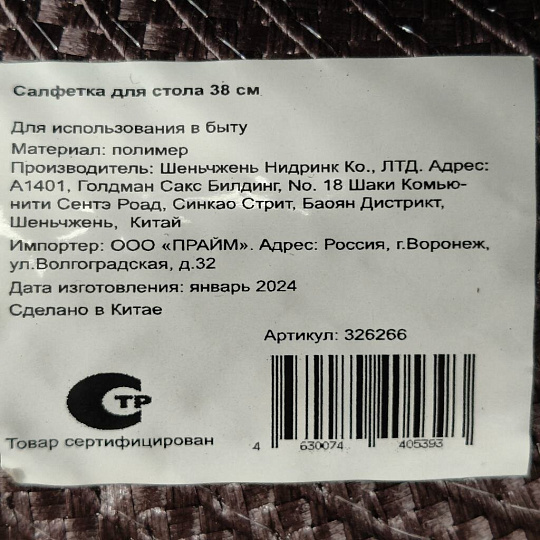 Салфетка для стола 38 см
Для использования в быту
Материал: полимер
Производитель: Шеньчжень Нидринк Ко., ЛТД. Адрес:
А1401, Голдман Сакс Билдинг, No. 18 Шаки Комью-
нити Сентэ Роад, Синкао Стрит, Баоян Дистрикт,
Шеньчжень, Китай
Импортер: ООО «ПРАЙМ». Адрес: Россия, г.Воронеж,
ул.Волгоградская, д.32
Дата изготовления: январь 2024
Сделано в Китае
Артикул: 326266
ТР
Товар сертифицирован
4 630074 405393